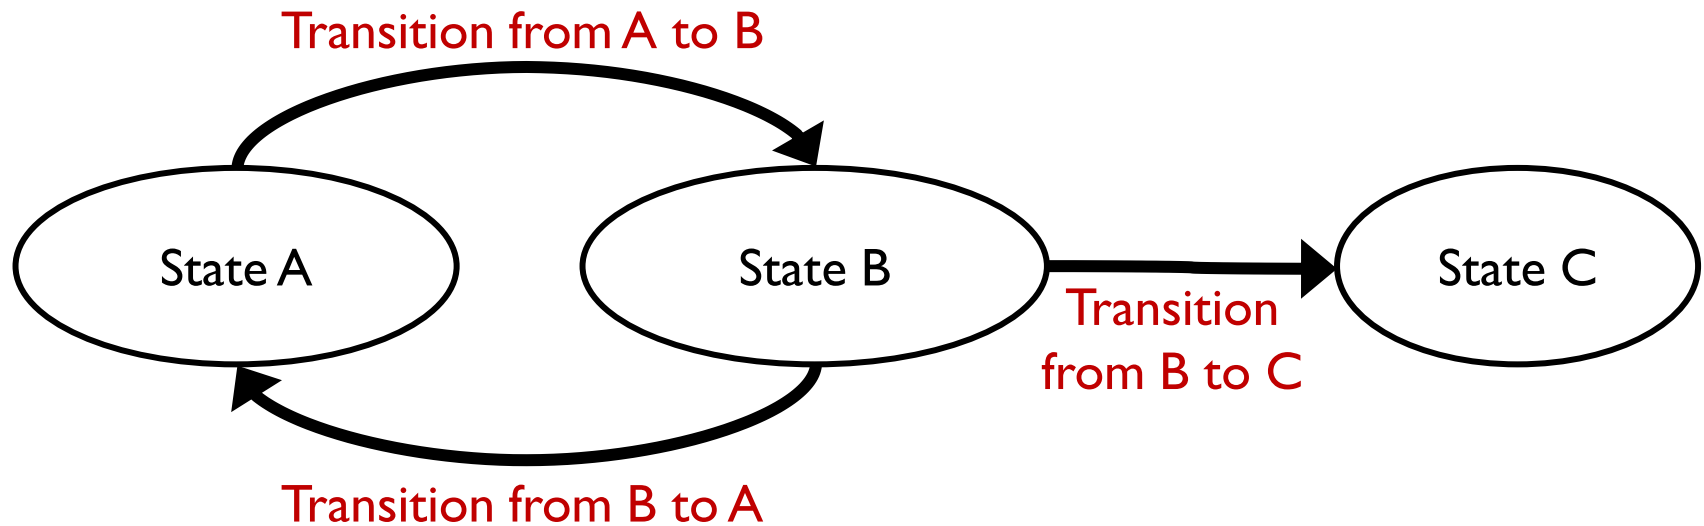 Transition from A to B
State A
State B
State C
Transition
from B to C
Transition from B to A